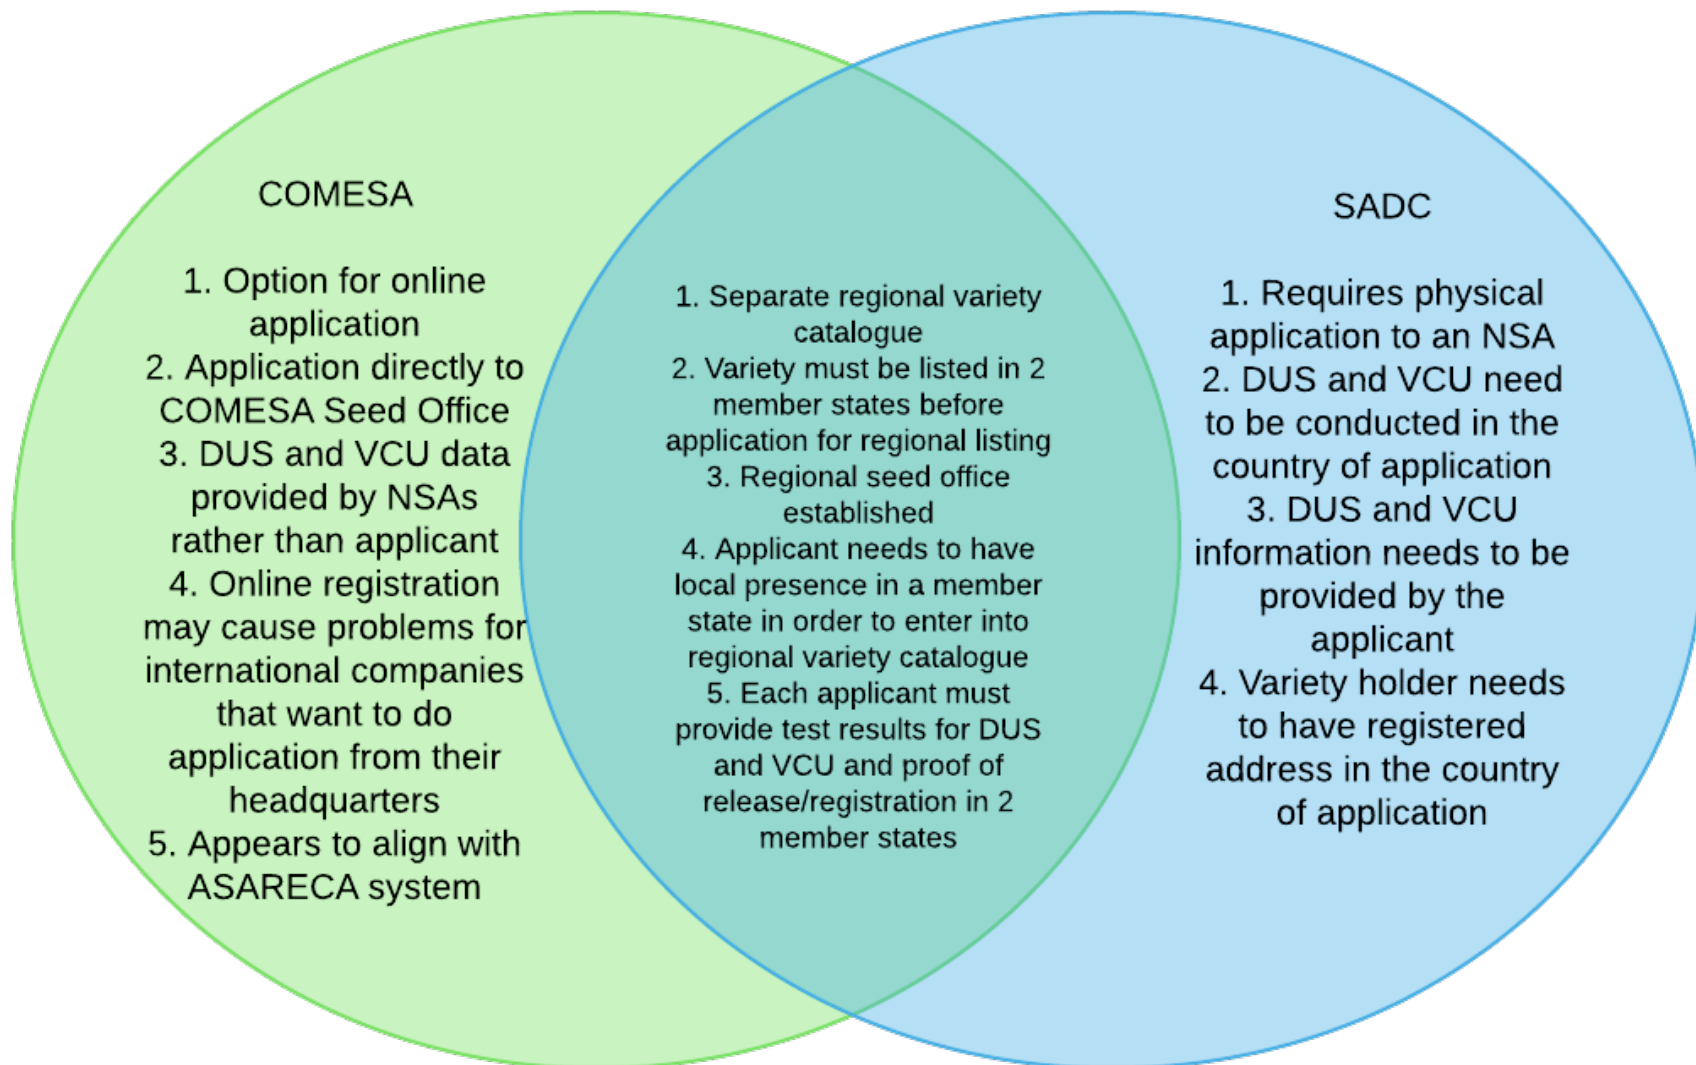 COMESA
1. Option for online
application
2. Application directly to
COMESA Seed Office
3. DUS and VCU data
provided by NSAs
rather than applicant
4. Online registration
may cause problems for
international companies
that want to do
application from their
headquarters
5. Appears to align with
ASARECA system
1. Separate regional variety
catalogue
2. Variety must be listed in 2
member states before
application for regional listing
3. Regional seed office
established
4. Applicant needs to have
local presence in a member
state in order to enter into
regional variety catalogue
5. Each applicant must
provide test results for DUS
and VCU and proof of
release/registration in 2
member states
SADC
1. Requires physical
application to an NSA
2. DUS and VCU need
to be conducted in the
country of application
3. DUS and VCU
information needs to be
provided by the
applicant
4. Variety holder needs
to have registered
address in the country
of application